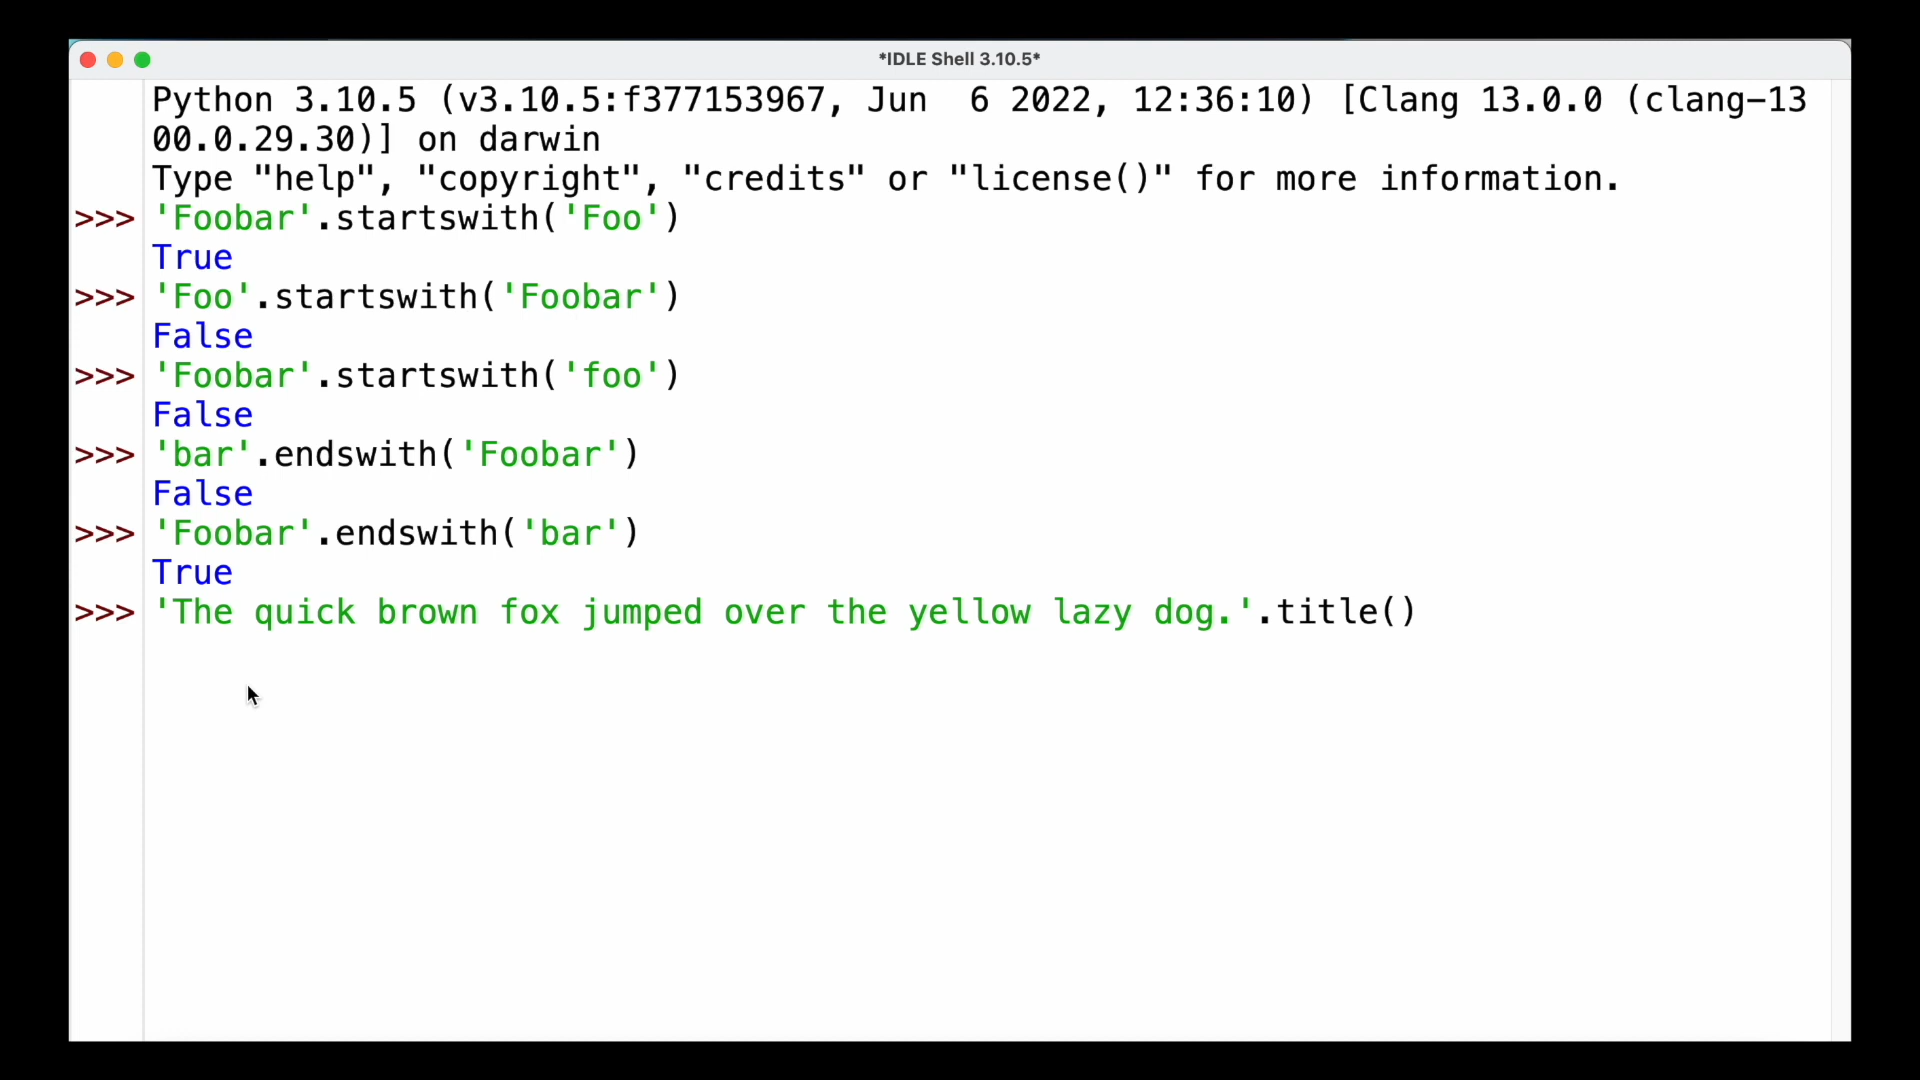 *IDLE Shell 3.10.5*
Python 3.10.5 (v3.10.5:f377153967, Jun  6 2022, 12:36:10) [Clang 13.0.0 (clang-13
00.0.29.30)] on darwin
Type "help", "copyright", "credits" or "license()" for more information.
>>> 'Foobar'.startswith('Foo')
True
>>> 'Foo'.startswith('Foobar')
False
>>> 'Foobar'.startswith('foo')
False
>>> 'bar'.endswith('Foobar')
False
>>> 'Foobar'.endswith('bar')
True
>>> 'The quick brown fox jumped over the yellow lazy dog.'.title()